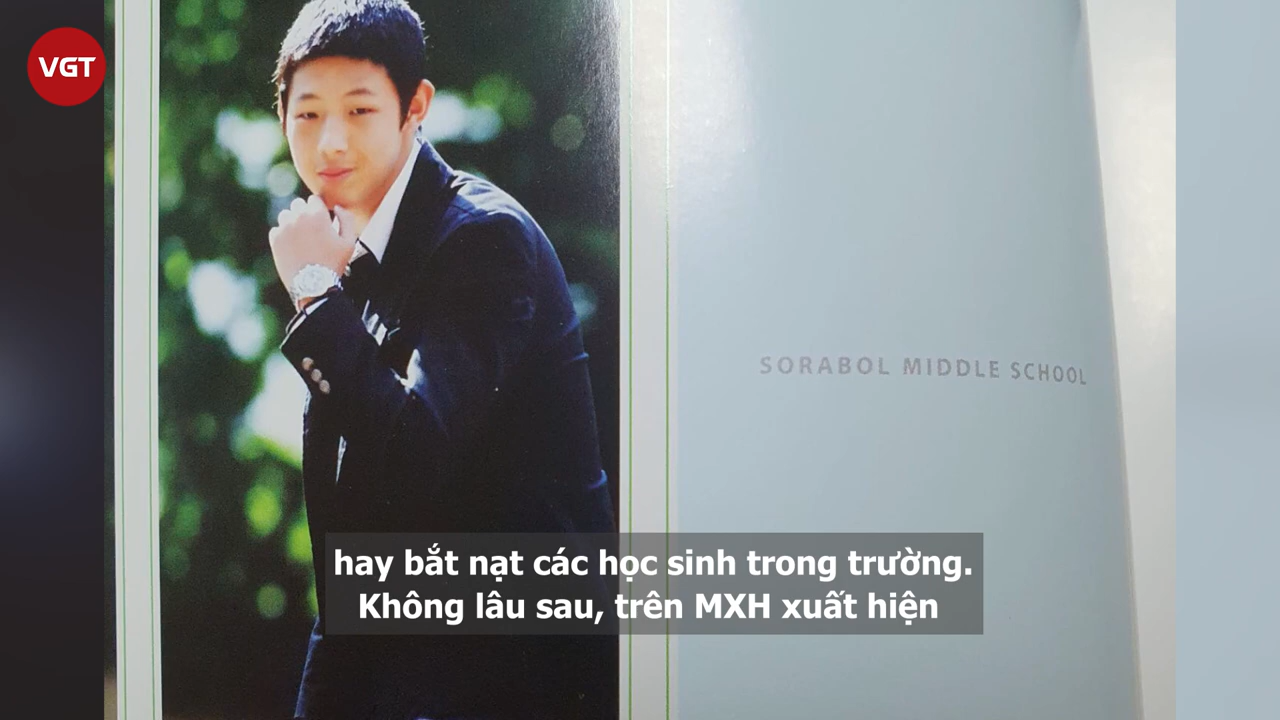 VGT
SORABOL MIDDLE SCHOOL
hay bắt nạt các học sinh trong trường.
Không lâu sau, trên MXH xuất hiện